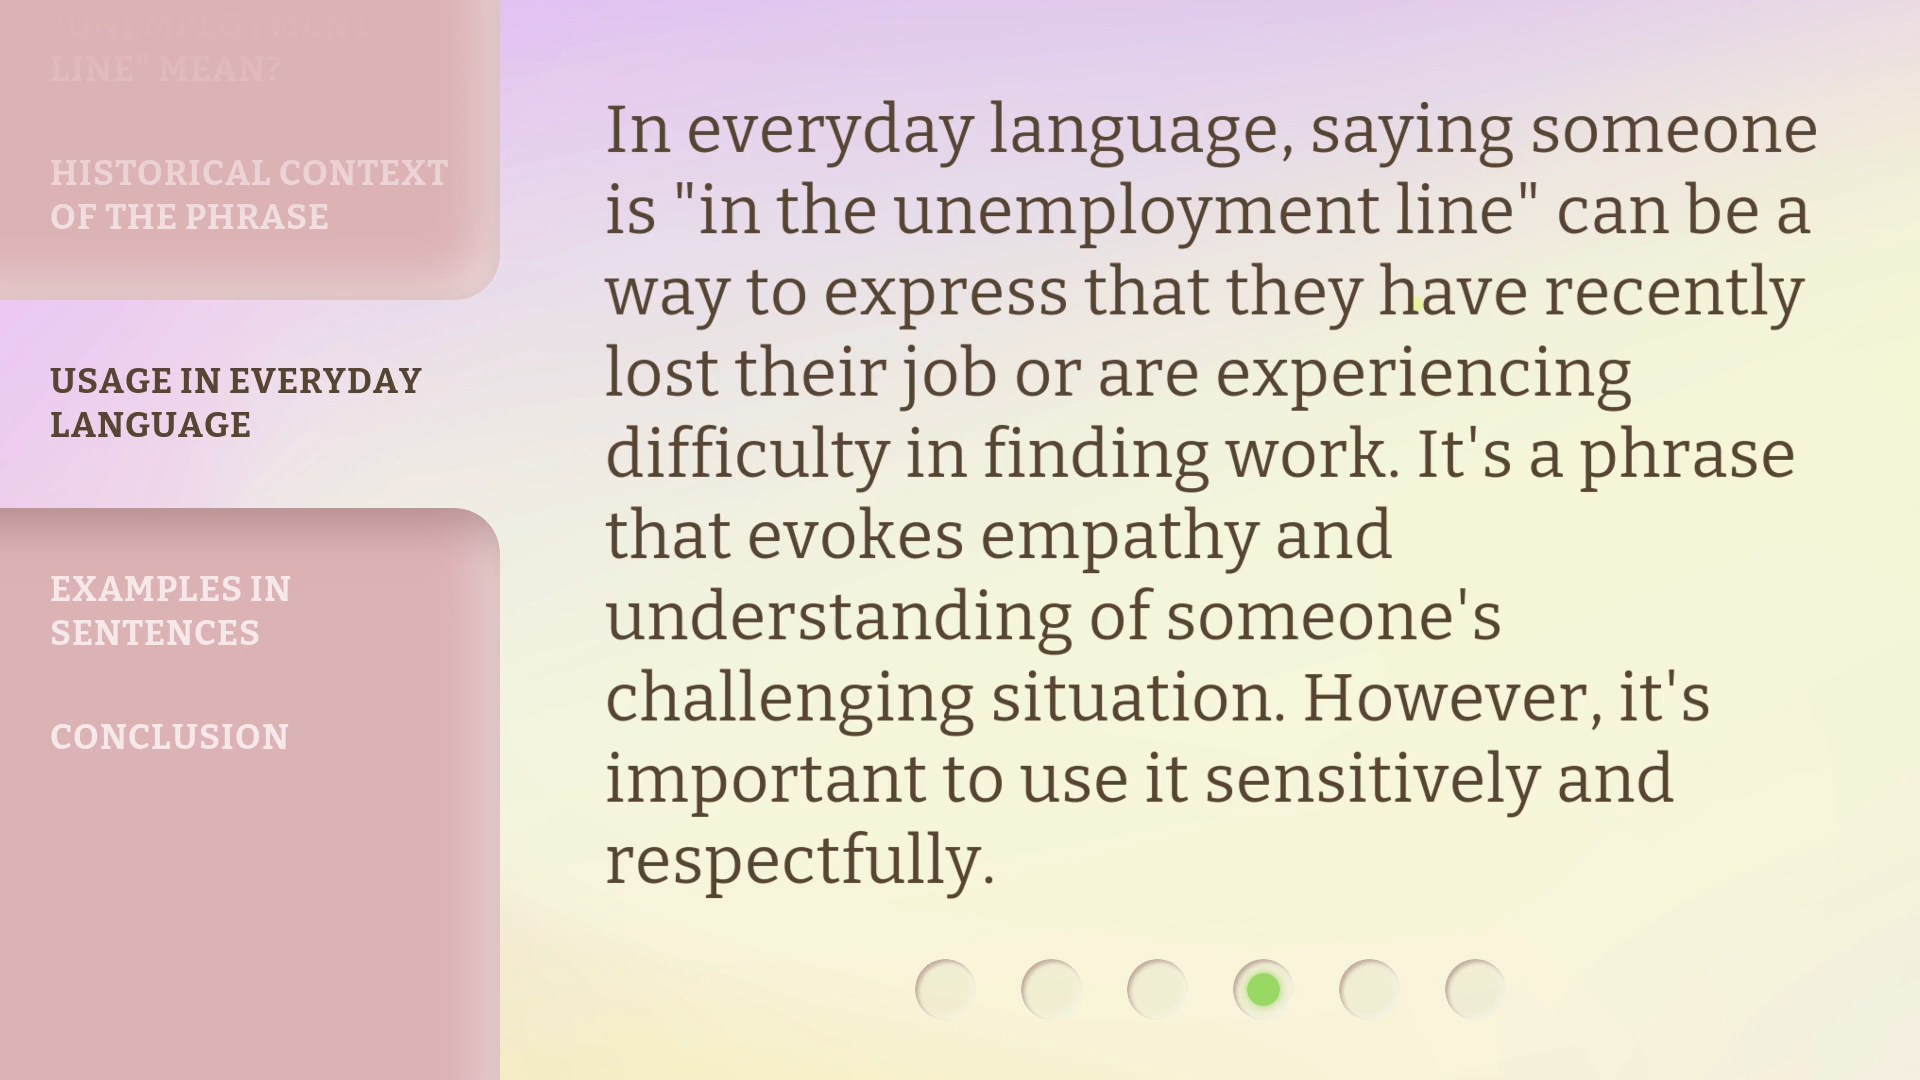 "UNEMPLOYMENT
LINE" MEAN?
HISTORICAL CONTEXT
OF THE PHRASE
USAGE IN EVERYDAY
LANGUAGE
EXAMPLES IN
SENTENCES
CONCLUSION
In everyday language, saying someone
is "in the unemployment line" can be a
way to express that they have recently
lost their job or are experiencing
difficulty in finding work. It's a phrase
that evokes empathy and
understanding of someone's
challenging situation. However, it's
important to use it sensitively and
respectfully.